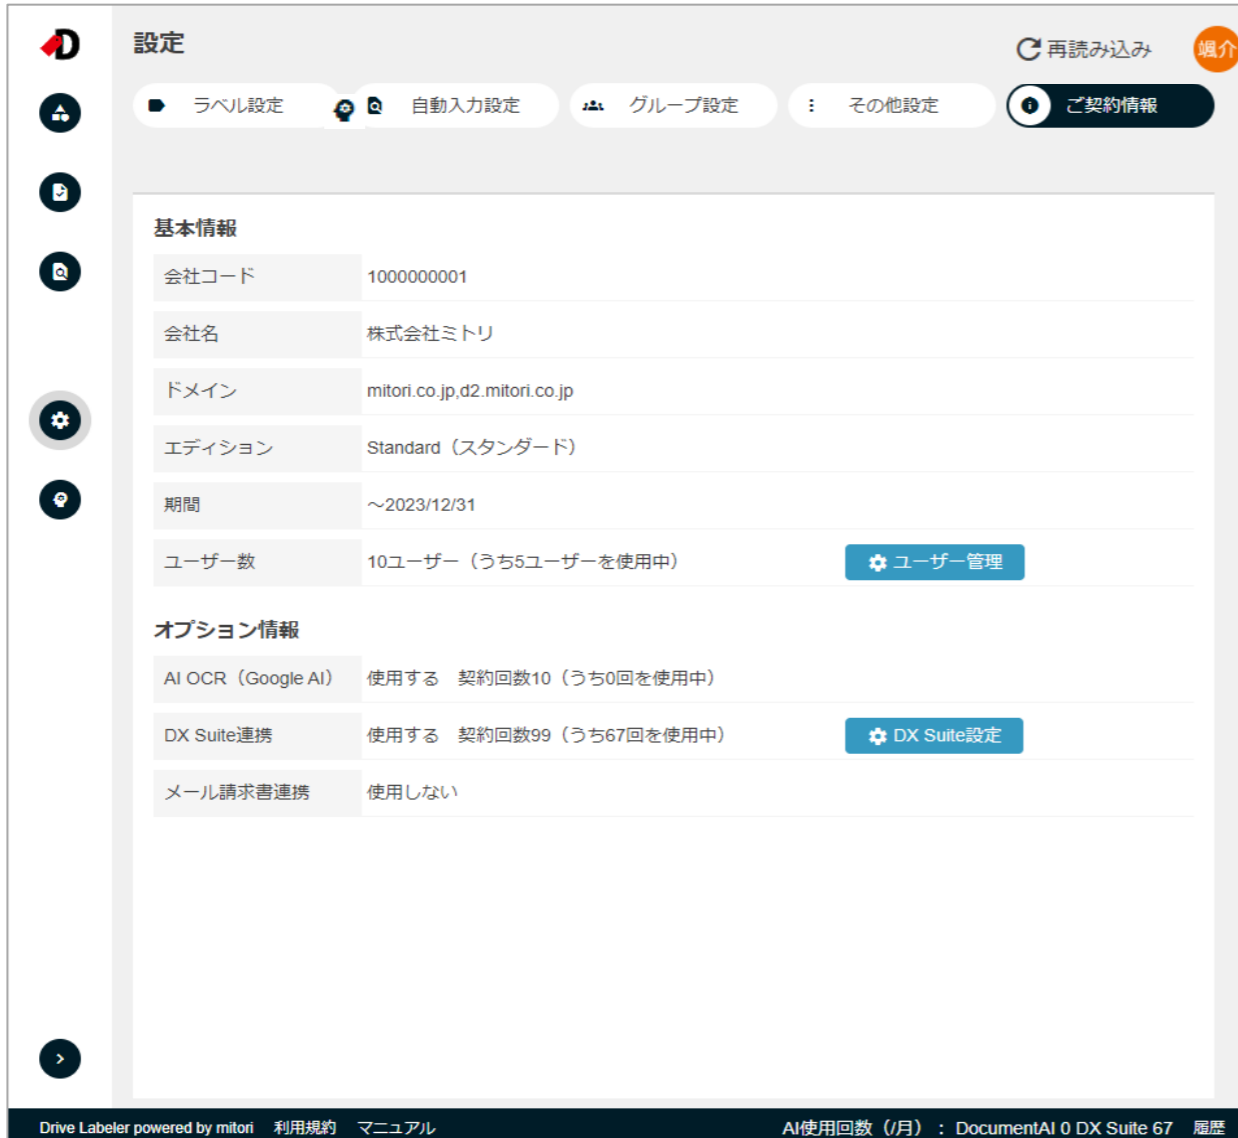 設定
再読み込み
颯介
ラベル設定 自動入力設定 グループ設定 その他設定 ご契約情報
基本情報
会社コード 1000000001
会社名 株式会社ミトリ
ドメイン mitori.co.jp,d2.mitori.co.jp
エディション Standard（スタンダード）
期間 ～2023/12/31
ユーザー数 10ユーザー（うち5ユーザーを使用中） ユーザー管理
オプション情報
AI OCR（Google AI） 使用する　契約回数10（うち0回を使用中）
DX Suite連携 使用する　契約回数99（うち67回を使用中） DX Suite設定
メール請求書連携 使用しない
Drive Labeler powered by mitori 利用規約 マニュアル AI使用回数（/月）：DocumentAI 0 DX Suite 67 履歴